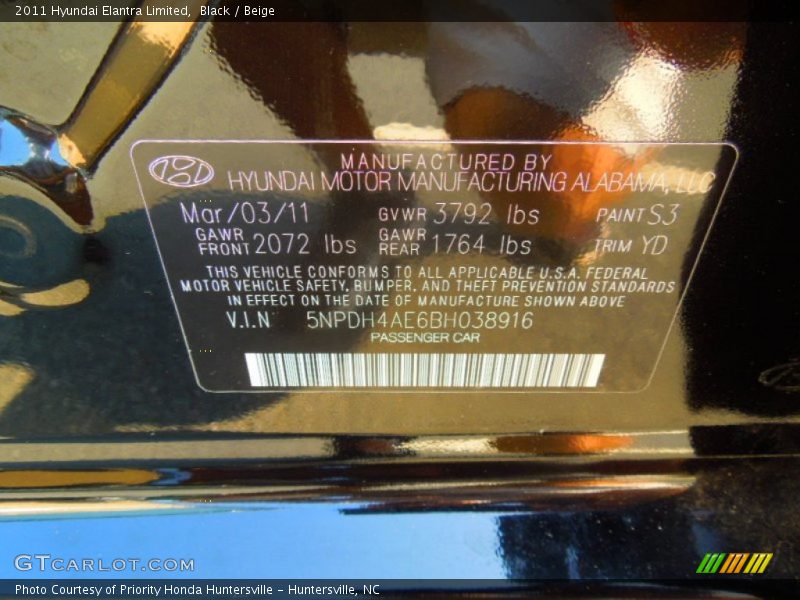 2011 Hyundai Elantra Limited, Black / Beige
MANUFACTURED BY
HYUNDAI MOTOR MANUFACTURING ALABAMA, LLC
Mar/03/11 GVWR 3792 lbs PAINT S3
GAWR FRONT 2072 lbs GAWR REAR 1764 lbs TRIM YD
THIS VEHICLE CONFORMS TO ALL APPLICABLE U.S.A. FEDERAL
MOTOR VEHICLE SAFETY, BUMPER, AND THEFT PREVENTION STANDARDS
IN EFFECT ON THE DATE OF MANUFACTURE SHOWN ABOVE
V.I.N 5NPDH4AE6BH038916
PASSENGER CAR
GTCARLOT.COM
Photo Courtesy of Priority Honda Huntersville - Huntersville, NC